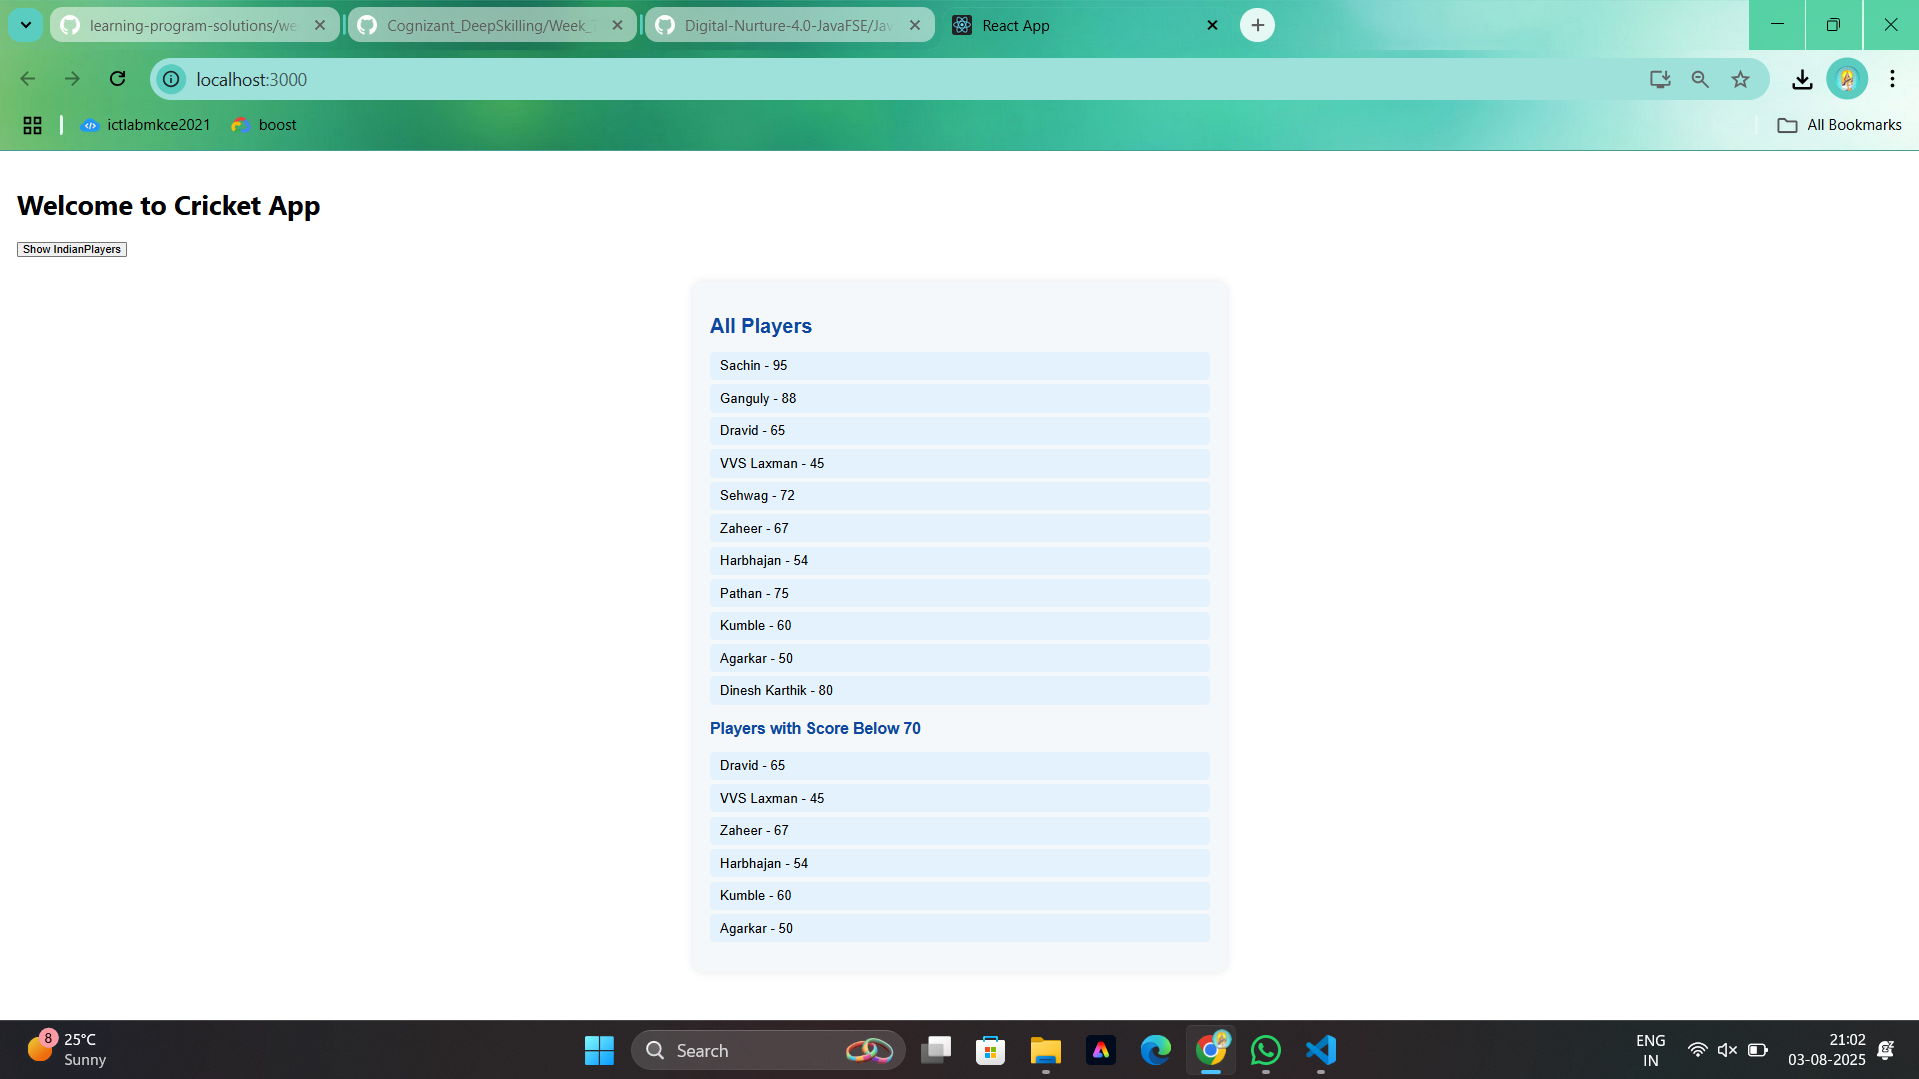 learning-program-solutions/we
Cognizant_DeepSkilling/Week_
Digital-Nurture-4.0-JavaFSE/Jav
React App
localhost:3000
ictlabmkce2021
boost
All Bookmarks
Welcome to Cricket App
Show IndianPlayers
All Players
Sachin - 95
Ganguly - 88
Dravid - 65
VVS Laxman - 45
Sehwag - 72
Zaheer - 67
Harbhajan - 54
Pathan - 75
Kumble - 60
Agarkar - 50
Dinesh Karthik - 80
Players with Score Below 70
Dravid - 65
VVS Laxman - 45
Zaheer - 67
Harbhajan - 54
Kumble - 60
Agarkar - 50
8
25°C
Sunny
Search
ENG
IN
21:02
03-08-2025